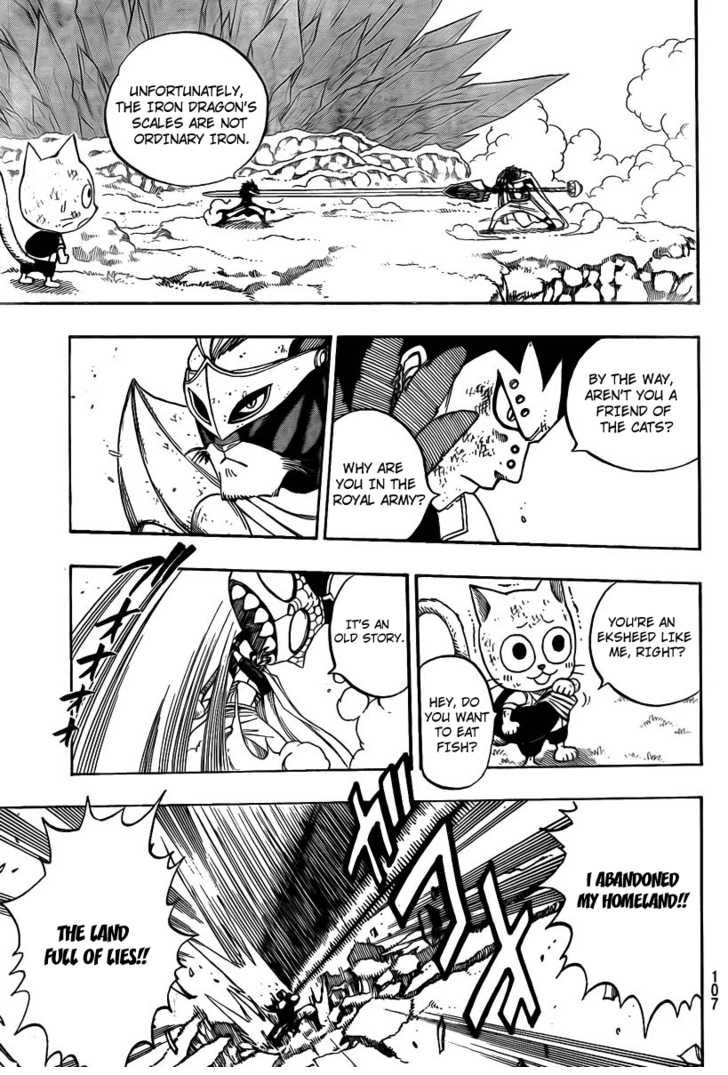 UNFORTUNATELY,
THE IRON DRAGON'S
SCALES ARE NOT
ORDINARY IRON.
BY THE WAY,
AREN'T YOU A
FRIEND OF
THE CATS?
WHY ARE
YOU IN THE
ROYAL ARMY?
YOU'RE AN
EKSHEED LIKE
ME, RIGHT?
HEY, DO
YOU WANT
TO EAT
FISH?
IT'S AN
OLD STORY.
I ABANDONED
MY HOMELAND!!
THE LAND
FULL OF LIES!!
107